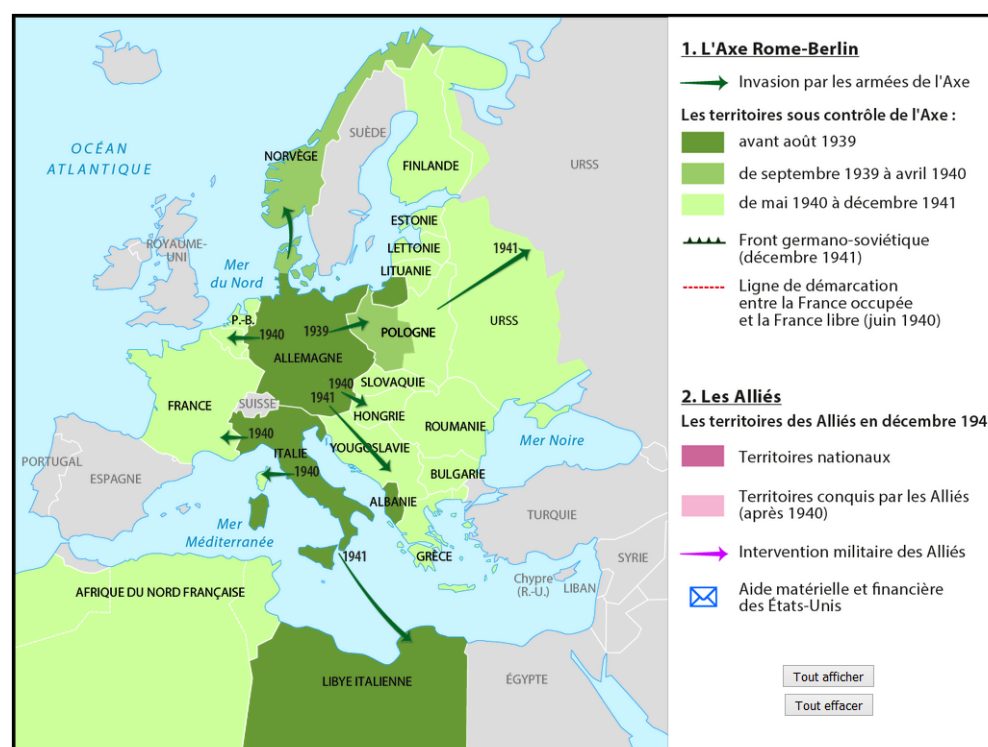 OCÉAN
ATLANTIQUE
NORVÈGE
SUÈDE
FINLANDE
URSS
ROYAUME-
UNI
Mer
du Nord
ESTONIE
LETTONIE
LITUANIE
1941
P.-B.
1940
1939
POLOGNE
URSS
ALLEMAGNE
1940
1941
SLOVAQUIE
FRANCE
SUISSE
HONGRIE
ROUMANIE
1940
ITALIE
YOUGOSLAVIE
Mer Noire
PORTUGAL
ESPAGNE
1940
BULGARIE
ALBANIE
TURQUIE
Mer
Méditerranée
1941
GRÈCE
SYRIE
Chypre
(R.-U.)
LIBAN
AFRIQUE DU NORD FRANÇAISE
LIBYE ITALIENNE
ÉGYPTE
1. L'Axe Rome-Berlin
Invasion par les armées de l'Axe
Les territoires sous contrôle de l'Axe :
avant août 1939
de septembre 1939 à avril 1940
de mai 1940 à décembre 1941
Front germano-soviétique
(décembre 1941)
Ligne de démarcation
entre la France occupée
et la France libre (juin 1940)
2. Les Alliés
Les territoires des Alliés en décembre 194
Territoires nationaux
Territoires conquis par les Alliés
(après 1940)
Intervention militaire des Alliés
Aide matérielle et financière
des États-Unis
Tout afficher
Tout effacer